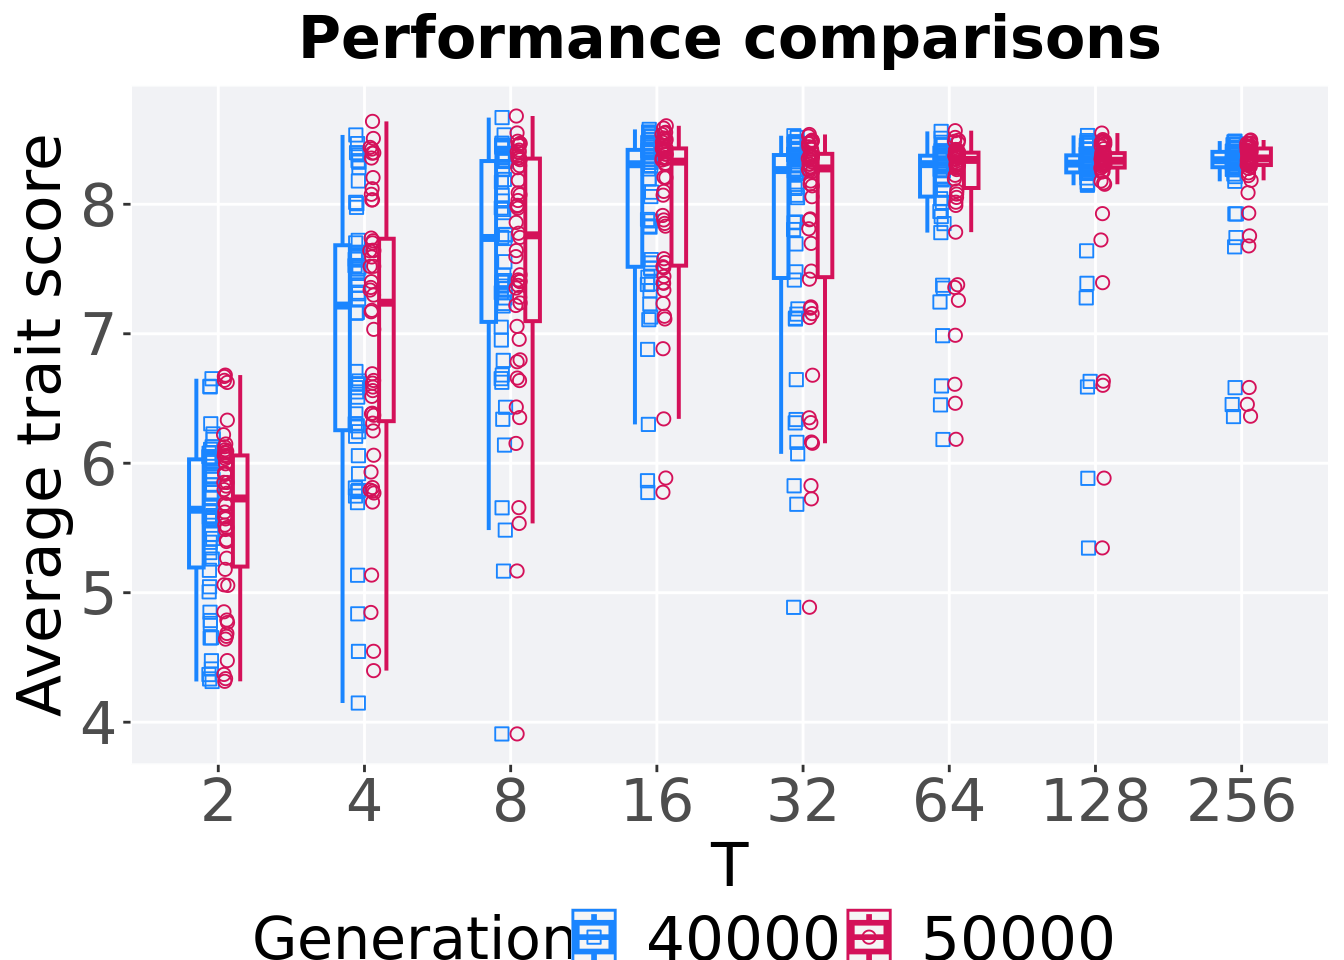 Performance comparisons
Average trait score
8
7
6
5
4
2 4 8 16 32 64 128 256
T
Generation 40000 50000